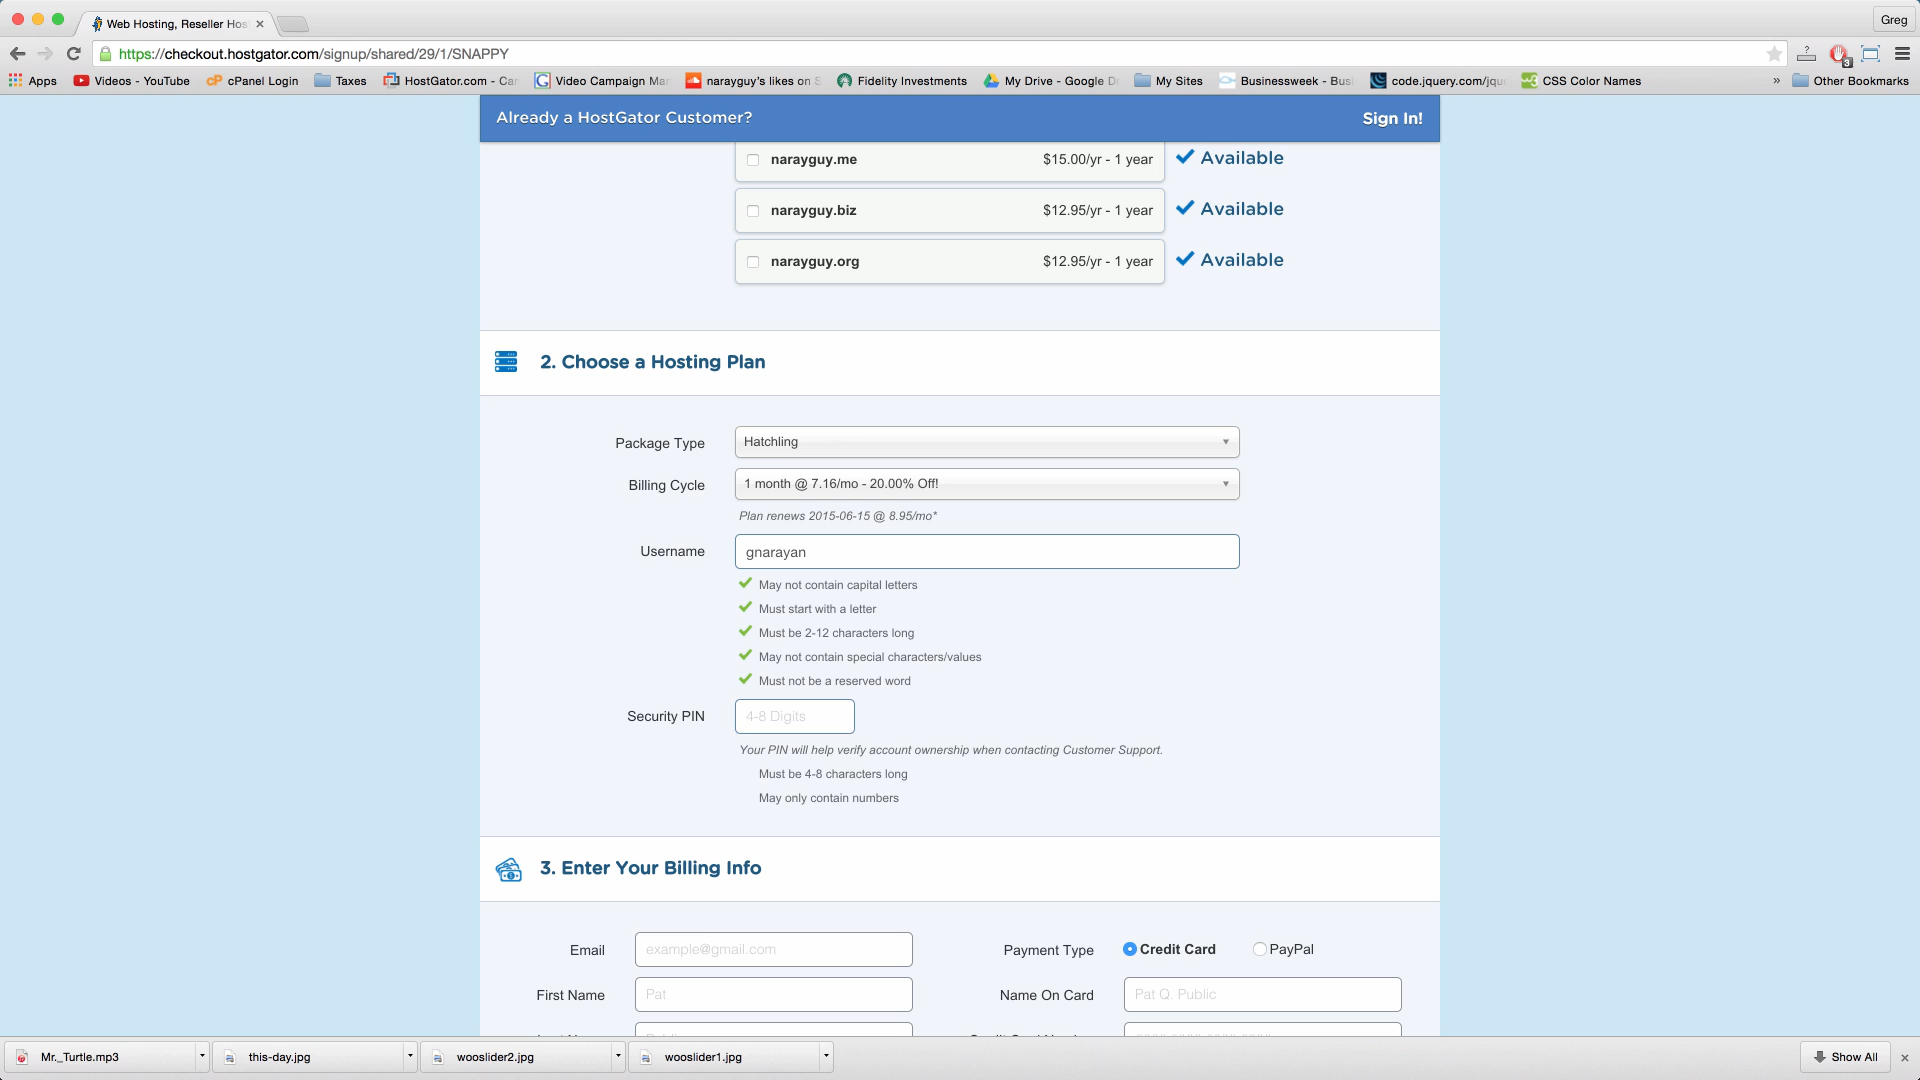 Web Hosting, Reseller Hos
Greg
https://checkout.hostgator.com/signup/shared/29/1/SNAPPY
Apps Videos - YouTube cPanel Login Taxes HostGator.com - Can Video Campaign Mar narayguy's likes on S Fidelity Investments My Drive - Google D My Sites Businessweek - Busi code.jquery.com/jqu CSS Color Names » Other Bookmarks
Already a HostGator Customer? Sign In!
narayguy.me $15.00/yr - 1 year Available
narayguy.biz $12.95/yr - 1 year Available
narayguy.org $12.95/yr - 1 year Available
2. Choose a Hosting Plan
Package Type Hatchling
Billing Cycle 1 month @ 7.16/mo - 20.00% Off!
Plan renews 2015-06-15 @ 8.95/mo*
Username gnarayan
May not contain capital letters
Must start with a letter
Must be 2-12 characters long
May not contain special characters/values
Must not be a reserved word
Security PIN 4-8 Digits
Your PIN will help verify account ownership when contacting Customer Support.
Must be 4-8 characters long
May only contain numbers
3. Enter Your Billing Info
Email example@gmail.com Payment Type Credit Card PayPal
First Name Pat Name On Card Pat Q. Public
Mr._Turtle.mp3 this-day.jpg wooslider2.jpg wooslider1.jpg Show All